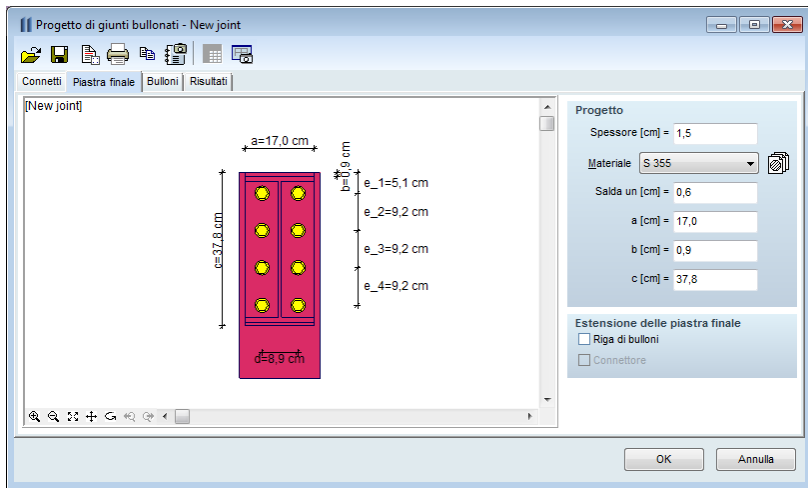 Progetto di giunti bullonati - New joint
Connetti Piastra finale Bulloni Risultati
[New joint]
a=17,0 cm
b=0,9 cm
e_1=5,1 cm
e_2=9,2 cm
c=37,8 cm
e_3=9,2 cm
e_4=9,2 cm
d=8,9 cm
Progetto
Spessore [cm] = 1,5
Materiale S 355
Salda un [cm] = 0,6
a [cm] = 17,0
b [cm] = 0,9
c [cm] = 37,8
Estensione delle piastra finale
Riga di bulloni
Connettore
OK Annulla